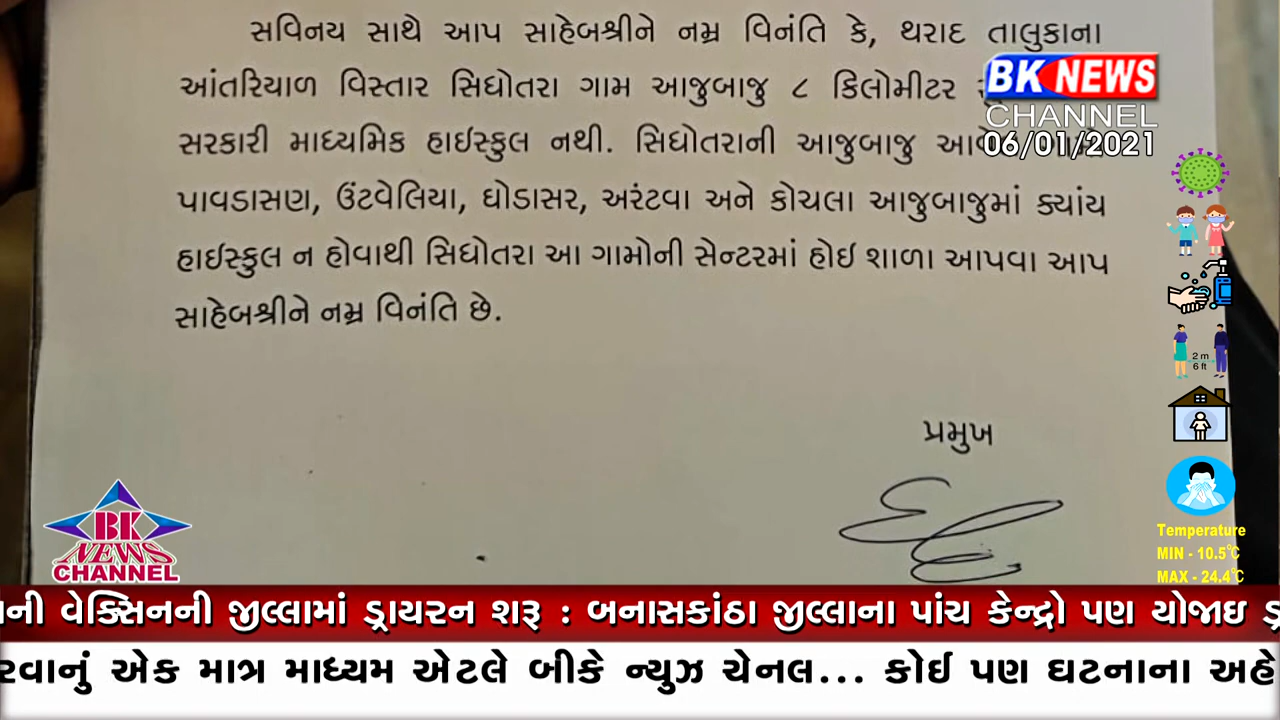 સવિનય સાથે આપ સાહેબશ્રીને નમ્ર વિનંતિ કે, થરાદ તાલુકાના
આંતરિયાળ વિસ્તાર સિધોતરા ગામ આજુબાજુ ૮ કિલોમીટર
સરકારી માધ્યમિક હાઈસ્કુલ નથી. સિધોતરાની આજુબાજુ
પાવડાસણ, ઉંટવેલિયા, ઘોડાસર, અરંટવા અને કોચલા આજુબાજુમાં ક્યાંય
હાઈસ્કુલ ન હોવાથી સિધોતરા આ ગામોની સેન્ટરમાં હોઇ શાળા આપવા આપ
સાહેબશ્રીને નમ્ર વિનંતિ છે.
પ્રમુખ
BK NEWS
CHANNEL
06/01/2021
2 m
6 ft
Temperature
MIN - 10.5℃
MAX - 24.4℃
BK
NEWS
CHANNEL
ની વેક્સિનની જીલ્લામાં ડ્રાયરન શરૂ : બનાસકાંઠા જીલ્લાના પાંચ કેન્દ્રો પણ યોજાઇ
રવાનું એક માત્ર માધ્યમ એટલે બીકે ન્યુઝ ચેનલ... કોઈ પણ ઘટનાના અહે